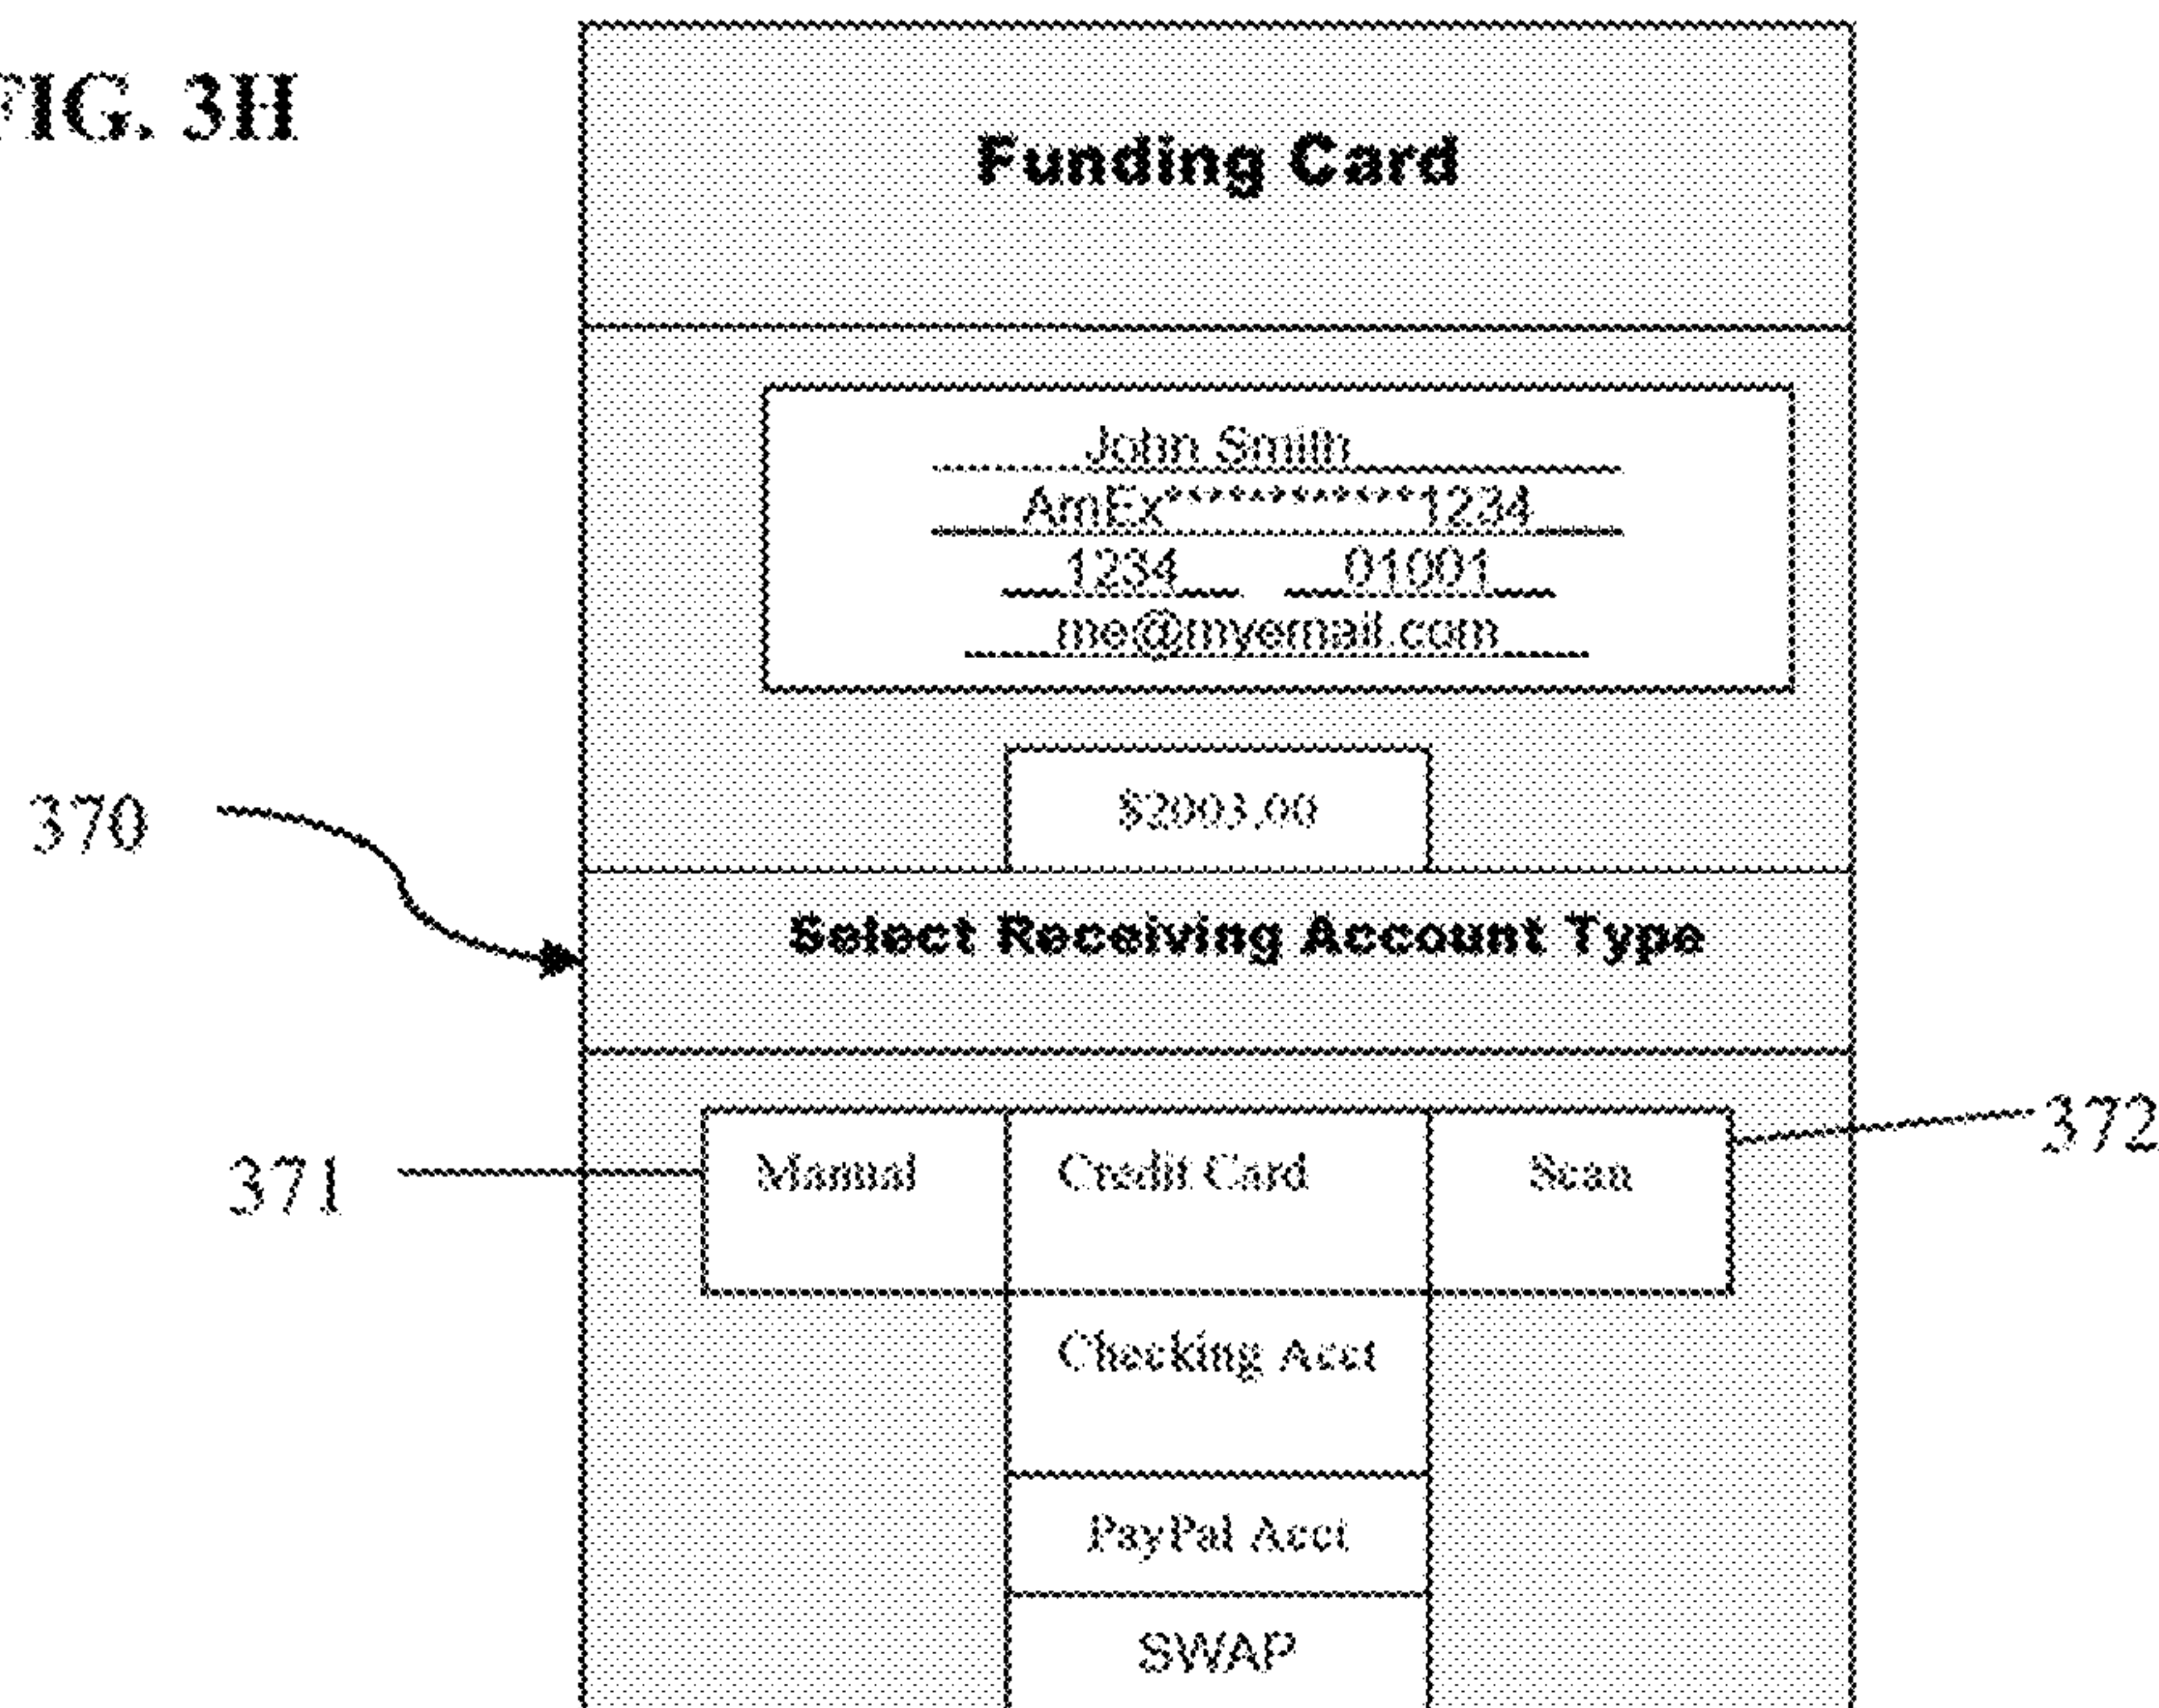 FIG. 3H
Funding Card
John Smith
AmEx************1234
1234 01001
me@myemail.com
$2003.00
370
Select Receiving Account Type
372
371 Manual Credit Card Scan
Checking Acct
PayPal Acct
SWAP